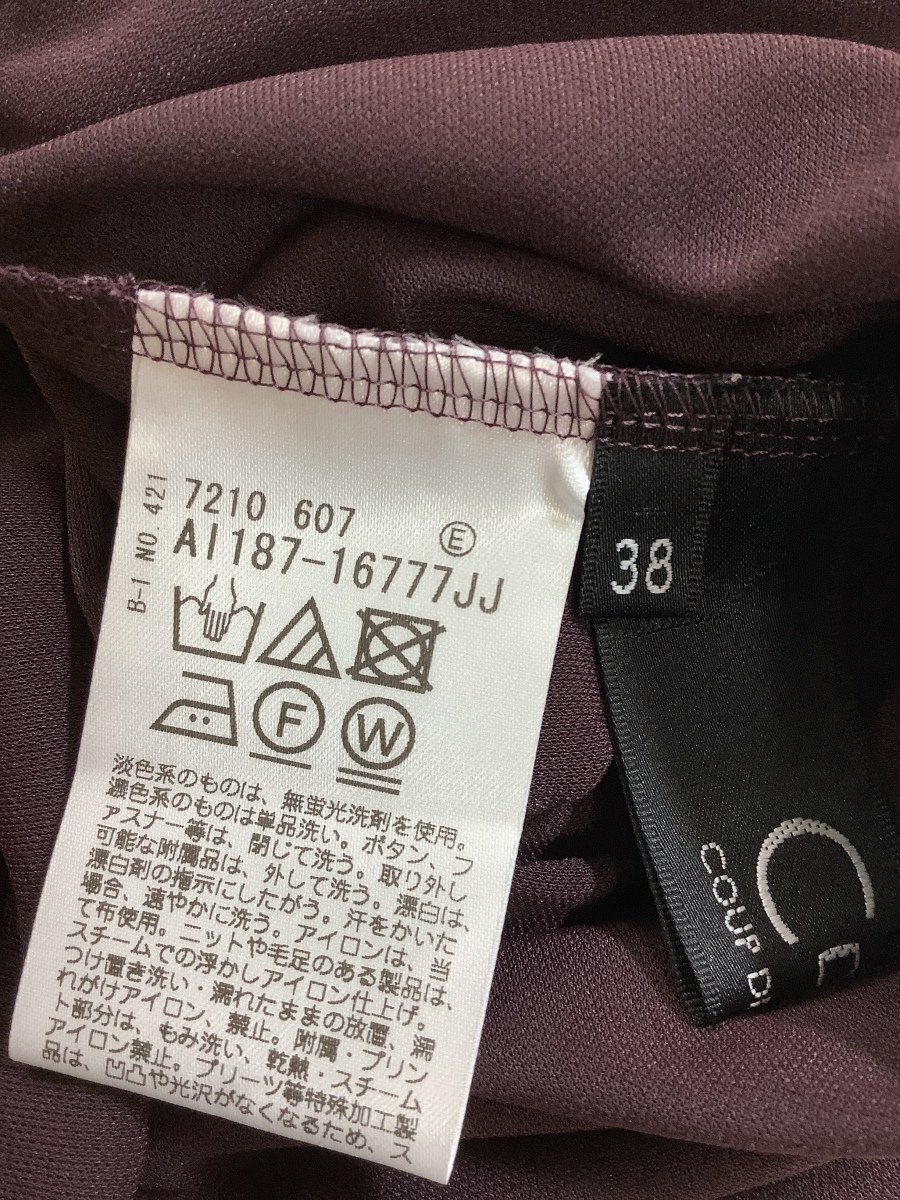 B-1 NO.421
7210 607
E
AI187-16777JJ
F
W
淡色系のものは、無蛍光洗剤を使用。
濃色系のものは単品洗い。ボタン、フ
ァスナー等は、閉じて洗う。取り外し
可能な附属品は、外して洗う。漂白は、
漂白剤の指示にしたがう。汗をかいた
場合、速やかに洗う。アイロンは、当
て布使用。ニットや毛足のある製品は、
スチームでの浮かしアイロン仕上げ。
つけ置き洗い・濡れたままの放置、濡
れがけアイロン、禁止。附属・プリン
ト部分は、もみ洗い、乾熱・スチーム
アイロン禁止。プリーツ等特殊加工製
品は、凹凸や光沢がなくなるため、ス
38
COUP D